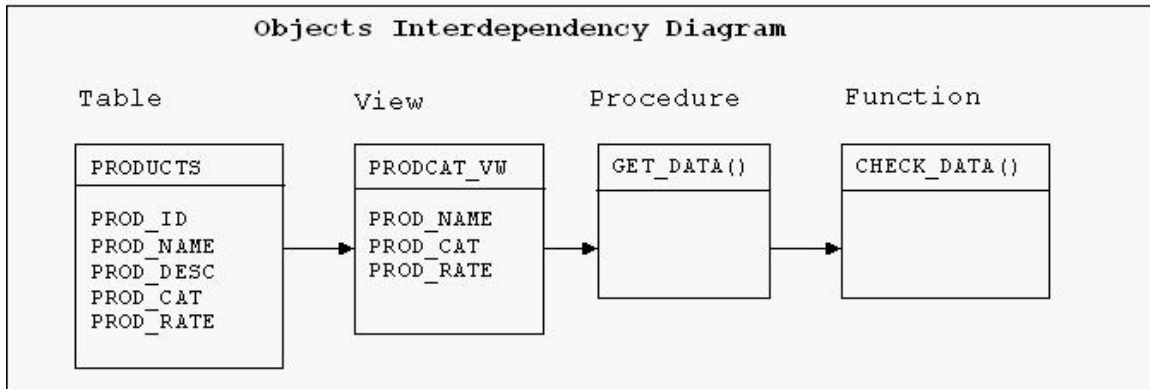 Objects Interdependency Diagram
Table
View
Procedure
Function
PRODUCTS
PROD_ID
PROD_NAME
PROD_DESC
PROD_CAT
PROD_RATE
PRODCAT_VW
PROD_NAME
PROD_CAT
PROD_RATE
GET_DATA()
CHECK_DATA()